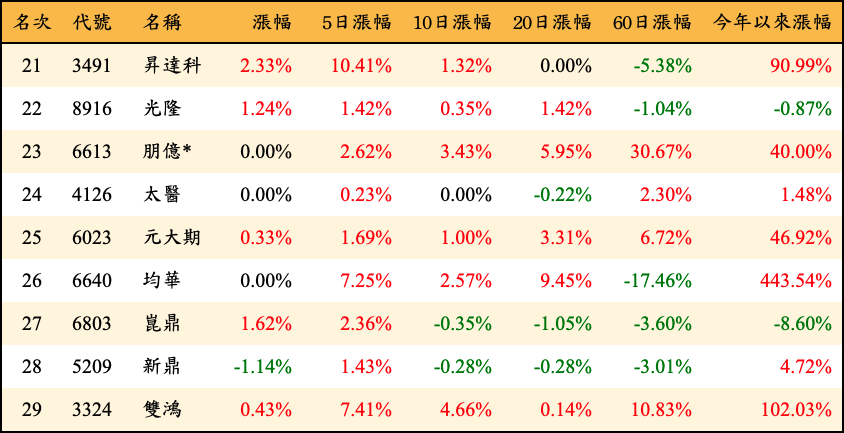 名次 代號 名稱 漲幅 5日漲幅 10日漲幅 20日漲幅 60日漲幅 今年以來漲幅
21 3491 昇達科 2.33% 10.41% 1.32% 0.00% -5.38% 90.99%
22 8916 光隆 1.24% 1.42% 0.35% 1.42% -1.04% -0.87%
23 6613 朋億* 0.00% 2.62% 3.43% 5.95% 30.67% 40.00%
24 4126 太醫 0.00% 0.23% 0.00% -0.22% 2.30% 1.48%
25 6023 元大期 0.33% 1.69% 1.00% 3.31% 6.72% 46.92%
26 6640 均華 0.00% 7.25% 2.57% 9.45% -17.46% 443.54%
27 6803 崑鼎 1.62% 2.36% -0.35% -1.05% -3.60% -8.60%
28 5209 新鼎 -1.14% 1.43% -0.28% -0.28% -3.01% 4.72%
29 3324 雙鴻 0.43% 7.41% 4.66% 0.14% 10.83% 102.03%